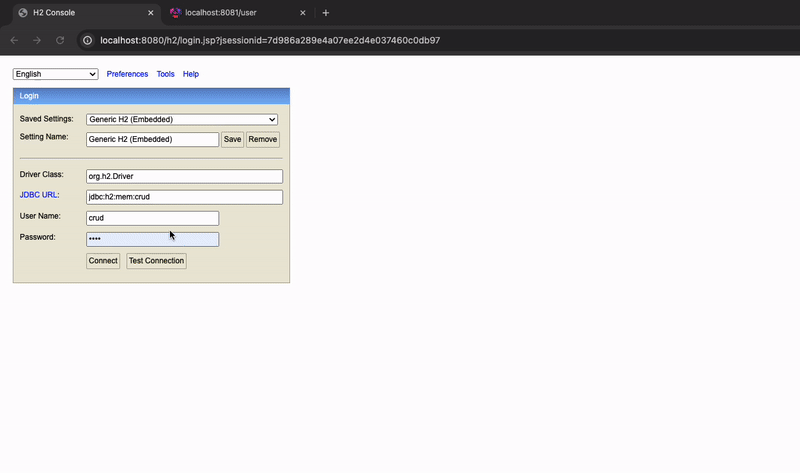 H2 Console
localhost:8081/user
localhost:8080/h2/login.jsp?jsessionid=7d986a289e4a07ee2d4e037460c0db97
English Preferences Tools Help
Login
Saved Settings: Generic H2 (Embedded)
Setting Name: Generic H2 (Embedded) Save Remove
Driver Class: org.h2.Driver
JDBC URL: jdbc:h2:mem:crud
User Name: crud
Password: ••••
Connect Test Connection